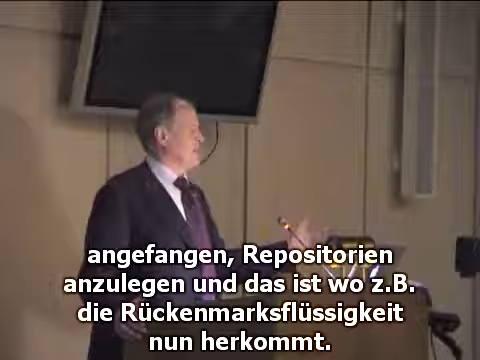 angefangen, Repositorien
anzulegen und das ist wo z.B.
die Rückenmarksflüssigkeit
nun herkommt.